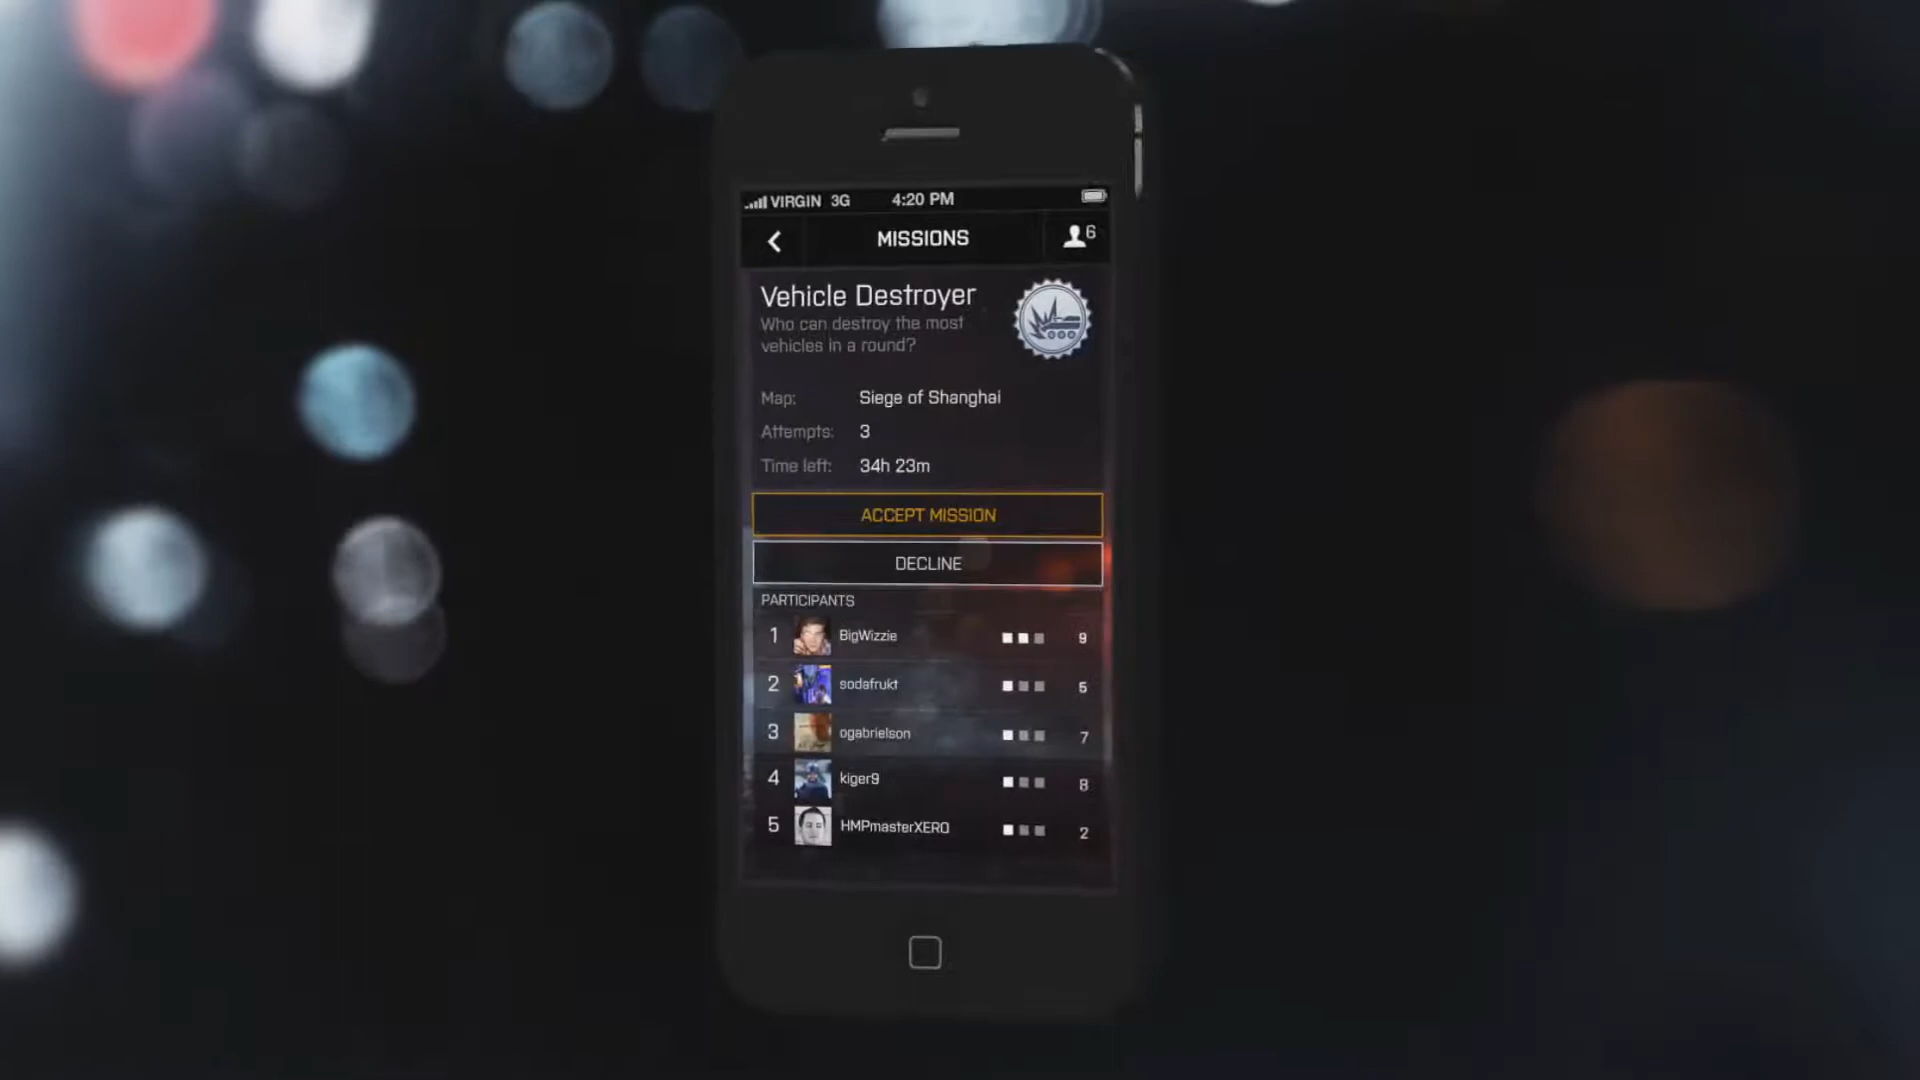 VIRGIN 3G 4:20 PM
MISSIONS
6
Vehicle Destroyer
Who can destroy the most
vehicles in a round?
Map: Siege of Shanghai
Attempts: 3
Time left: 34h 23m
ACCEPT MISSION
DECLINE
PARTICIPANTS
1 BigWizzie 9
2 sodafrukt 5
3 ogabrielson 7
4 kiger9 8
5 HMPmasterXERO 2